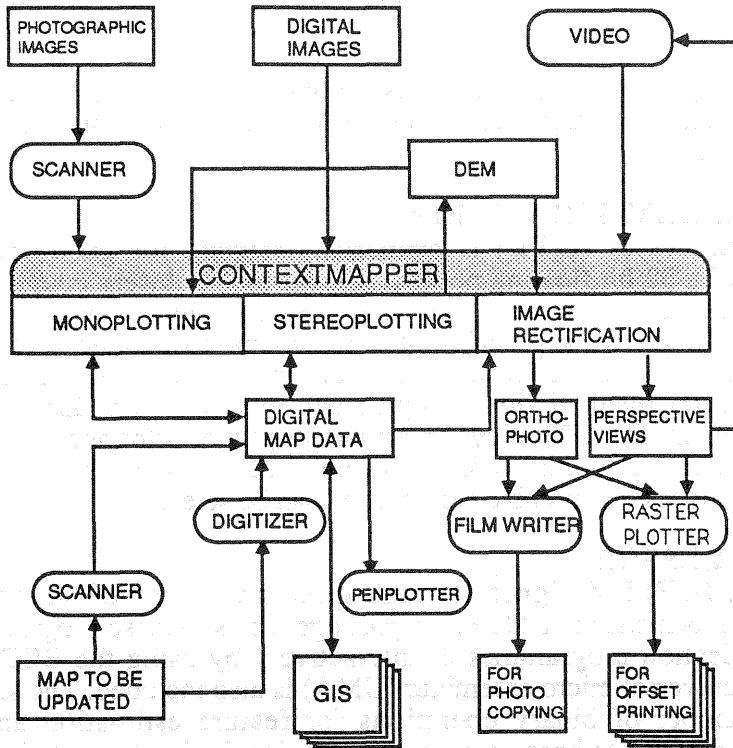 PHOTOGRAPHIC
IMAGES
DIGITAL
IMAGES
VIDEO
SCANNER
DEM
CONTEXTMAPPER
MONOPLOTTING
STEREOPLOTTING
IMAGE
RECTIFICATION
DIGITAL
MAP DATA
ORTHO-
PHOTO
PERSPECTIVE
VIEWS
DIGITIZER
FILM WRITER
RASTER
PLOTTER
SCANNER
PENPLOTTER
MAP TO BE
UPDATED
GIS
FOR
PHOTO
COPYING
FOR
OFFSET
PRINTING